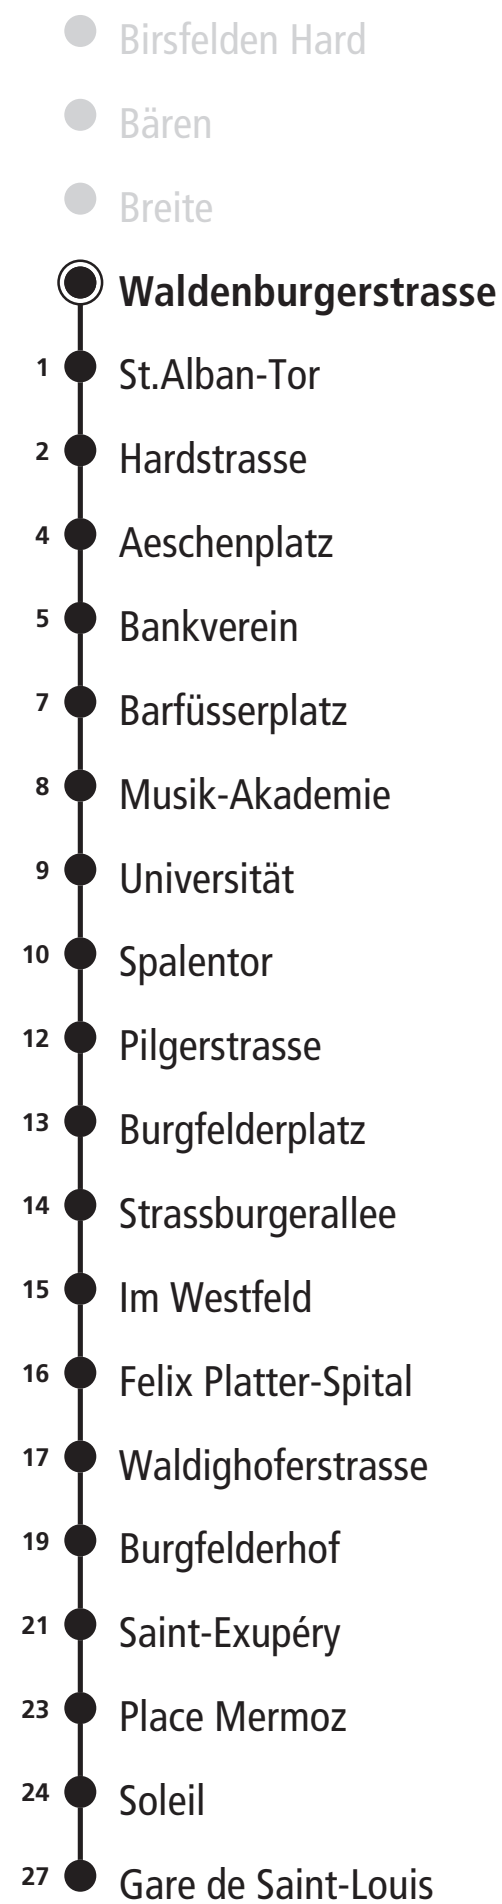 Birsfelden Hard
Bären
Breite
Waldenburgerstrasse
1 St.Alban-Tor
2 Hardstrasse
4 Aeschenplatz
5 Bankverein
7 Barfüsserplatz
8 Musik-Akademie
9 Universität
10 Spalentor
12 Pilgerstrasse
13 Burgfelderplatz
14 Strassburgerallee
15 Im Westfeld
16 Felix Platter-Spital
17 Waldighoferstrasse
19 Burgfelderhof
21 Saint-Exupéry
23 Place Mermoz
24 Soleil
27 Gare de Saint-Louis